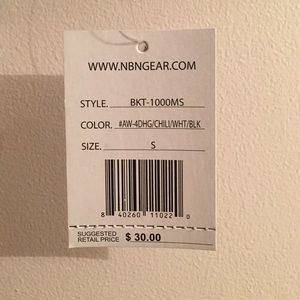 WWW.NBNGEAR.COM
STYLE. BKT-1000MS
COLOR. #AW-4DHG/CHILI/WHT/BLK
SIZE. S
8 40260 11022 0
SUGGESTED
RETAIL PRICE $ 30.00